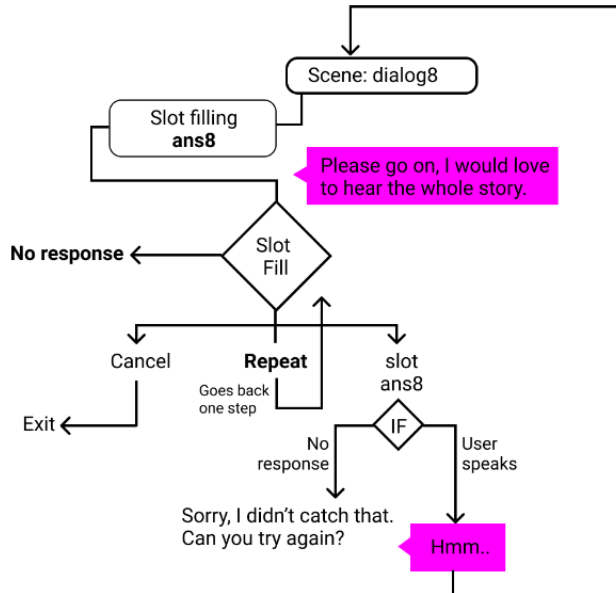 Scene: dialog8
Slot filling
ans8
Please go on, I would love
to hear the whole story.
Slot
Fill
No response
Cancel
Repeat
slot
ans8
Goes back
one step
Exit
IF
No
response
User
speaks
Sorry, I didn't catch that.
Can you try again?
Hmm..